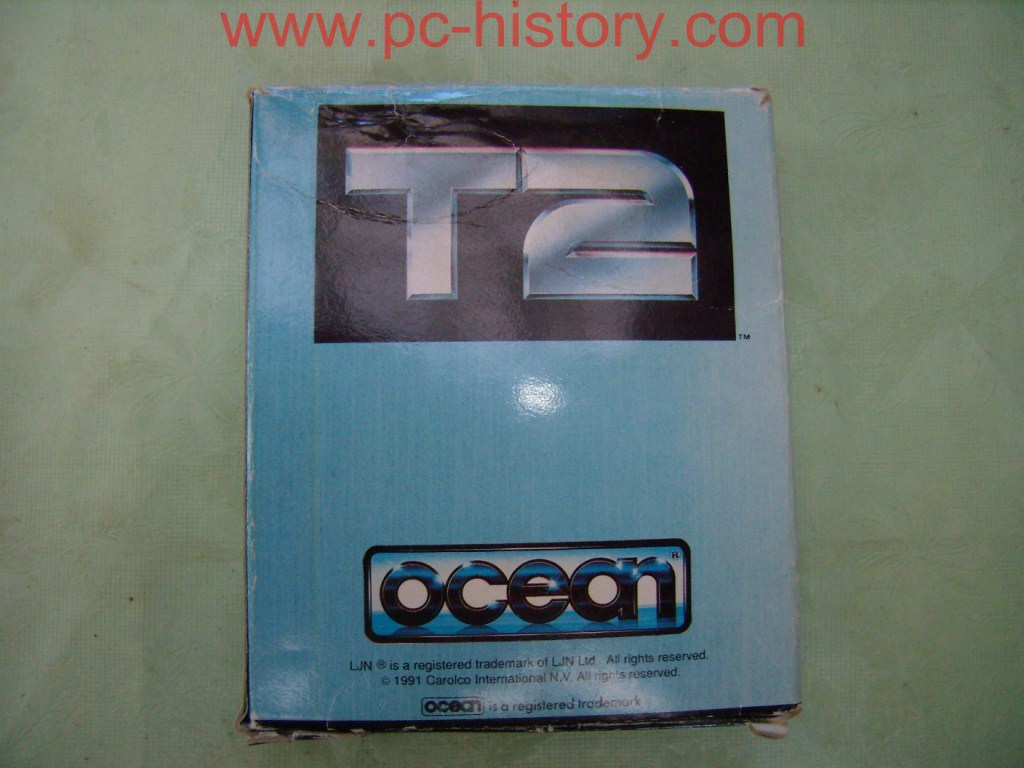 www.pc-history.com
T2
TM
ocean®
LJN ® is a registered trademark of LJN Ltd. All rights reserved.
© 1991 Carolco International N.V. All rights reserved.
ocean is a registered trademark